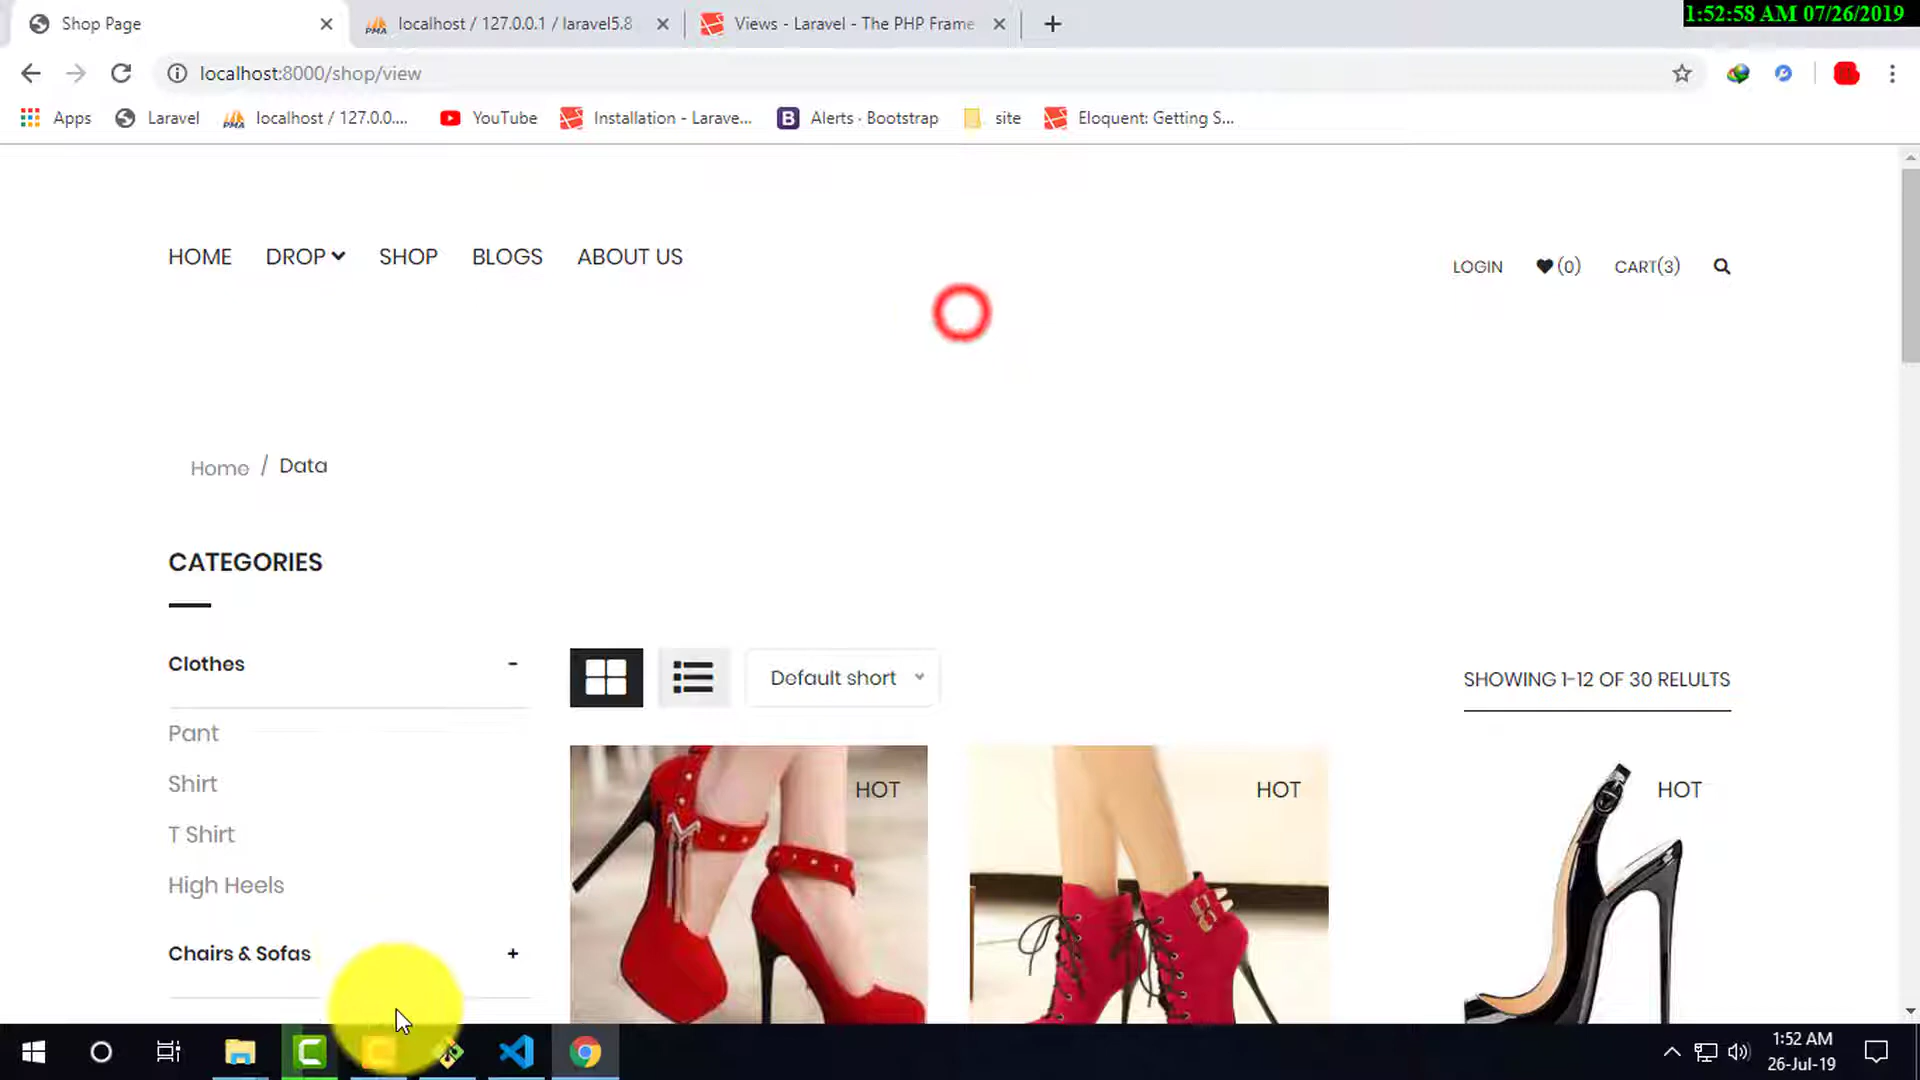 Shop Page
localhost / 127.0.0.1 / laravel5.8
Views - Laravel - The PHP Frame
1:52:58 AM 07/26/2019
localhost:8000/shop/view
Apps
Laravel
PMA
localhost / 127.0.0....
YouTube
Installation - Larave...
B
Alerts · Bootstrap
site
Eloquent: Getting S...
HOME
DROP
SHOP
BLOGS
ABOUT US
LOGIN
(0)
CART(3)
Home / Data
CATEGORIES
Clothes -
Default short
SHOWING 1-12 OF 30 RELULTS
Pant
Shirt
T Shirt
High Heels
Chairs & Sofas +
HOT
HOT
HOT
1:52 AM
26-Jul-19